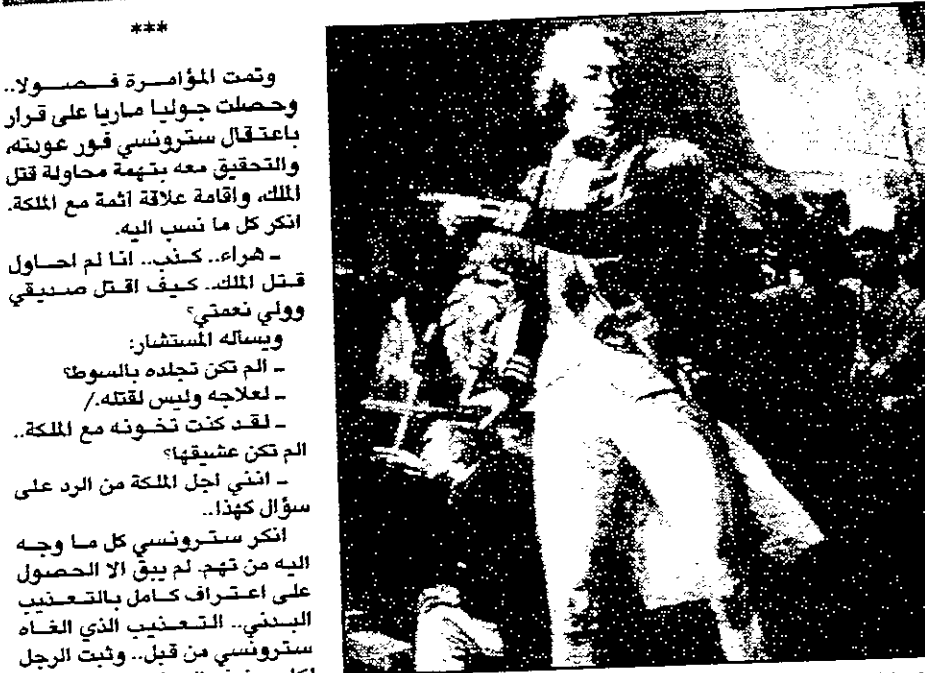 ***
وتمت المؤامرة فصولا..
وحصلت جوليا ماريا على قرار
باعتقال سترونسي فور عودته،
والتحقيق معه بتهمة محاولة قتل
الملك، واقامة علاقة اثمة مع الملكة.
انكر كل ما نسب اليه.
ـ هراء.. كذب.. انا لم احاول
قتل الملك.. كيف اقتل صديقي
وولي نعمتي؟
ويساله المستشار:
ـ الم تكن تجلده بالسوط؟
ـ لعلاجه وليس لقتله./
ـ لقد كنت تخونه مع الملكة..
الم تكن عشيقها؟
ـ انني اجل الملكة من الرد على
سؤال كهذا..
انكر سترونسي كل ما وجه
اليه من تهم. لم يبق الا الحصول
على اعتراف كامل بالتعذيب
البدني.. التعذيب الذي الغاه
سترونسي من قبل.. وثبت الرجل